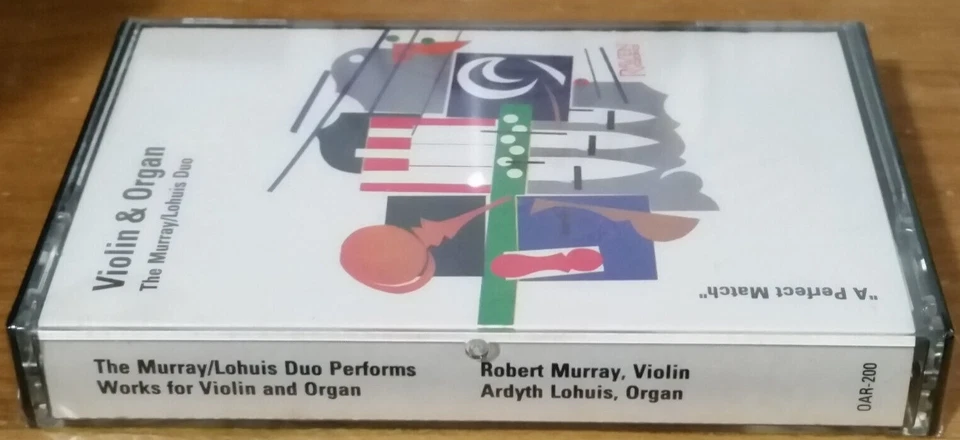 Violin & Organ
The Murray/Lohuis Duo
RAVEN
"A Perfect Match"
The Murray/Lohuis Duo Performs
Works for Violin and Organ
Robert Murray, Violin
Ardyth Lohuis, Organ
OAR-200